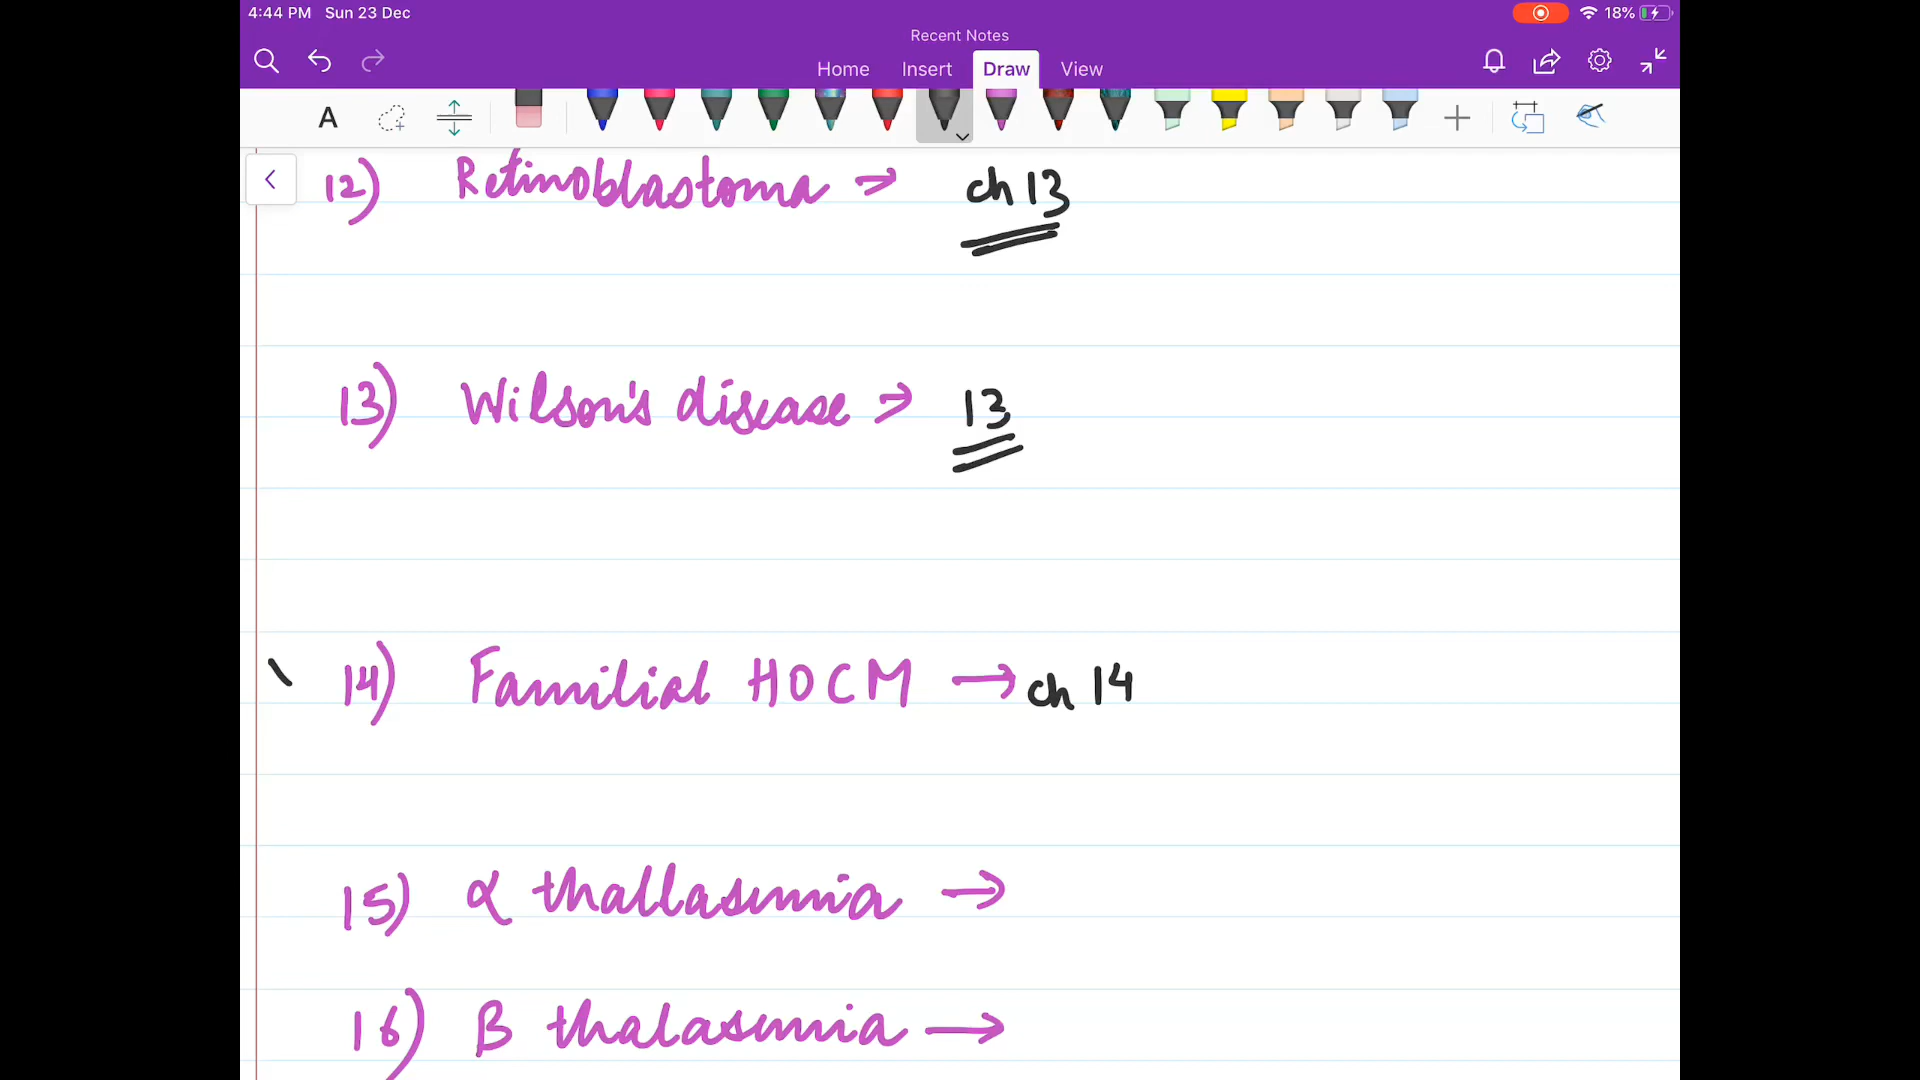 4:44 PM Sun 23 Dec
18%
Recent Notes
Home Insert Draw View
A
12) Retinoblastoma → ch 13
13) Wilson's disease → 13
14) Familial HOCM → ch 14
15) α thallasemia →
16) B thalasemia →